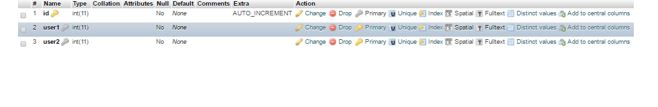 # Name Type Collation Attributes Null Default Comments Extra Action
1 id int(11) No None AUTO_INCREMENT Change Drop Primary Unique Index Spatial Fulltext Distinct values Add to central columns
2 user1 int(11) No None Change Drop Primary Unique Index Spatial Fulltext Distinct values Add to central columns
3 user2 int(11) No None Change Drop Primary Unique Index Spatial Fulltext Distinct values Add to central columns